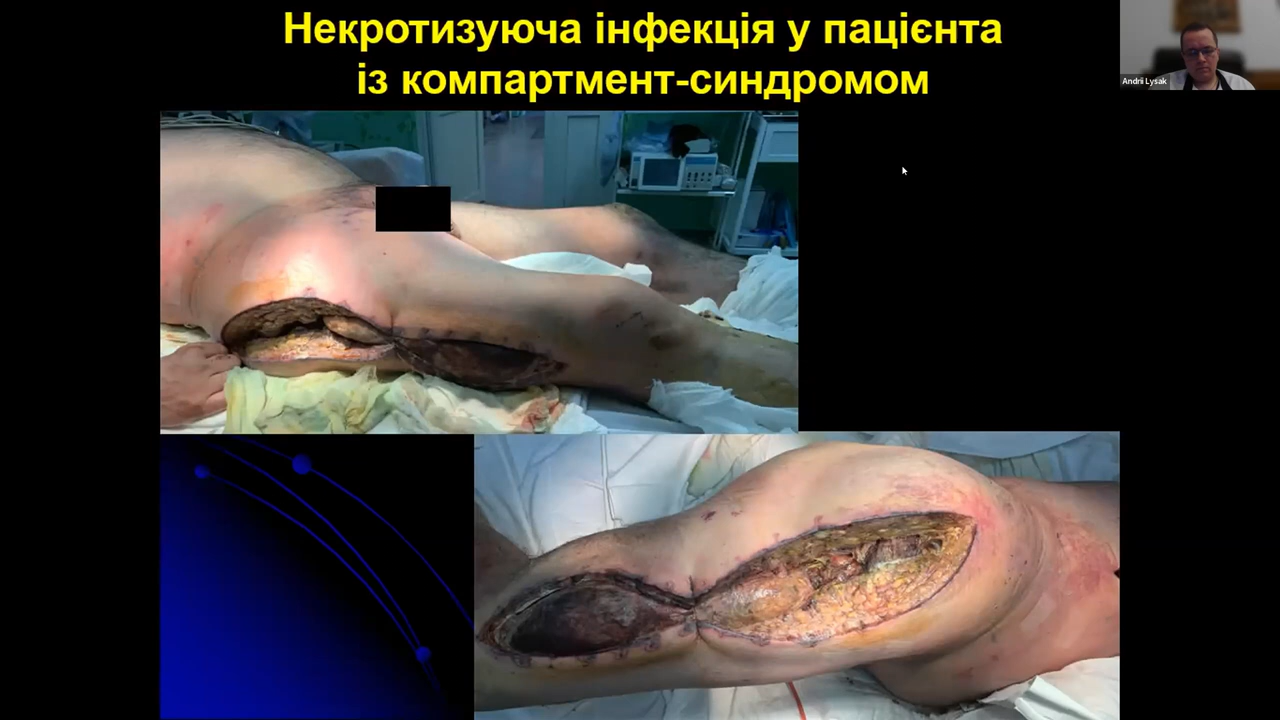 Некротизуюча інфекція у пацієнта
із компартмент-синдромом
Andrii Lysak